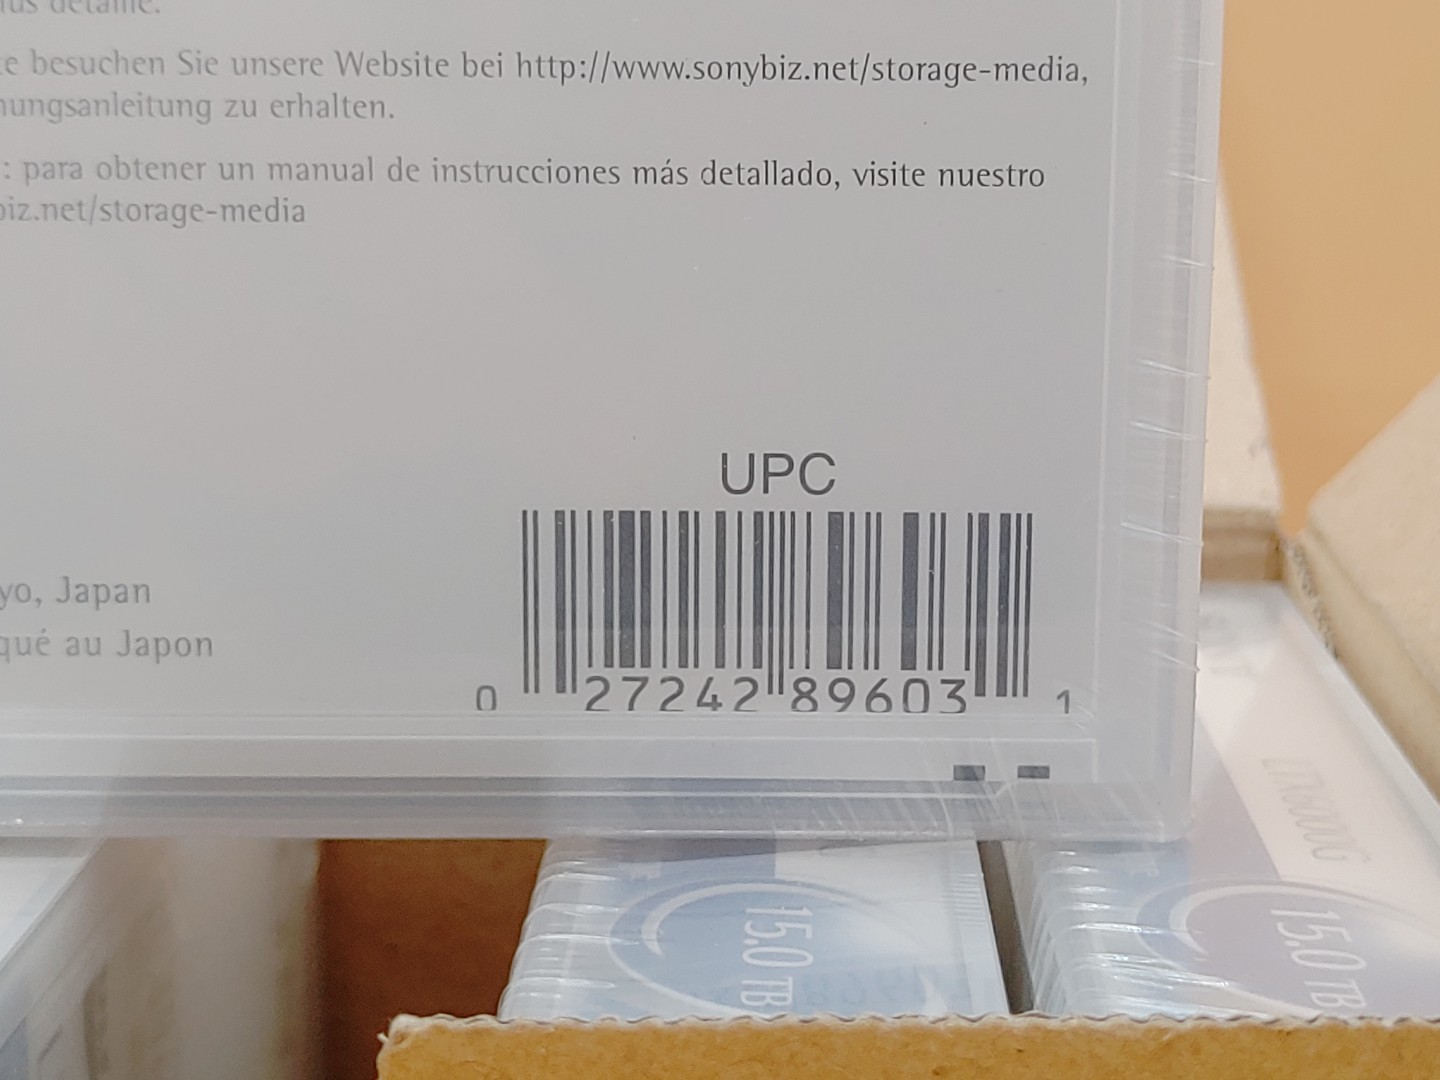 détaillé.
besuchen Sie unsere Website bei http://www.sonybiz.net/storage-media,
zu erhalten.
: para obtener un manual de instrucciones más detallado, visite nuestro
biz.net/storage-media
UPC
yo, Japan
qué au Japon
0 27242 89603 1
LTX6000G
15.0 TB
15.0 TB